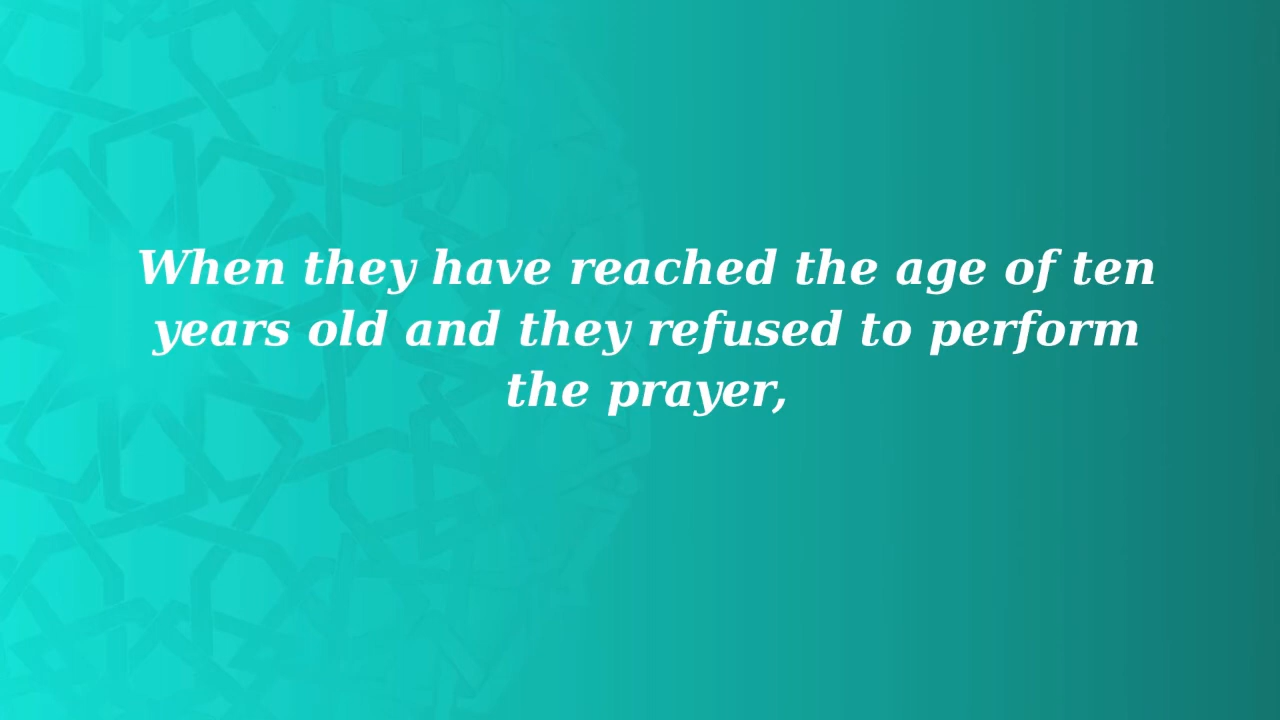 When they have reached the age of ten
years old and they refused to perform
the prayer,